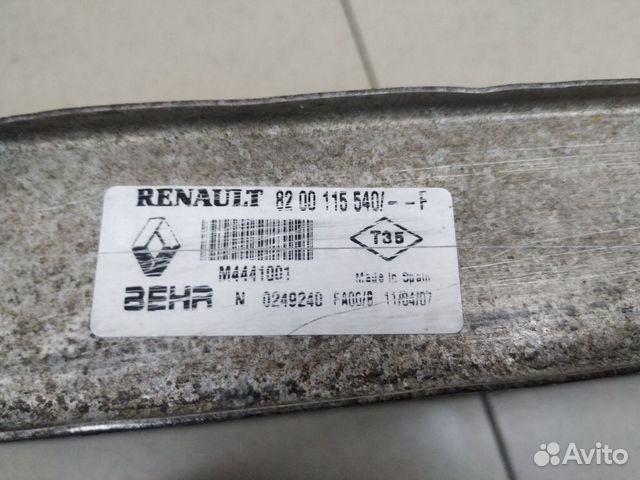 RENAULT 82 00 115 540/--F
T35
M4441001
Made in Spain
BEHR N 0249240 FA00/B 11/04/07
Avito